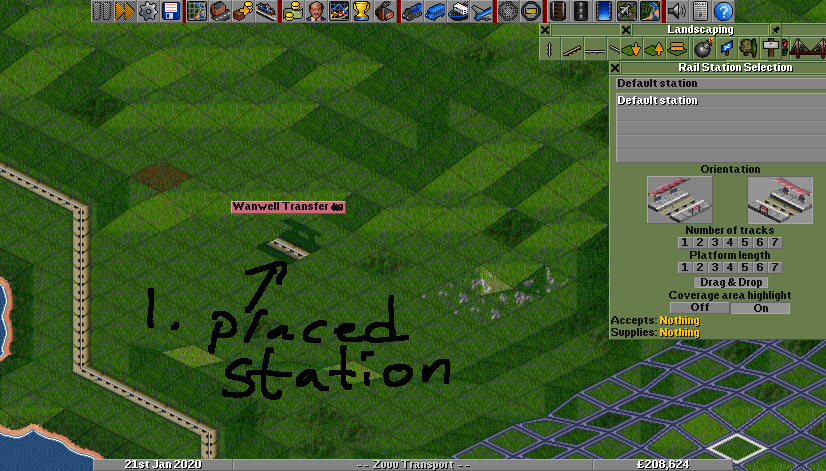 Landscaping
Rail Station Selection
Default station
Default station
Orientation
Wanwell Transfer
Number of tracks
1 2 3 4 5 6 7
Platform length
1 2 3 4 5 6 7
Drag & Drop
Coverage area highlight
Off On
Accepts: Nothing
Supplies: Nothing
1. placed
station
21st Jan 2020
-- Zovo Transport --
£208,624